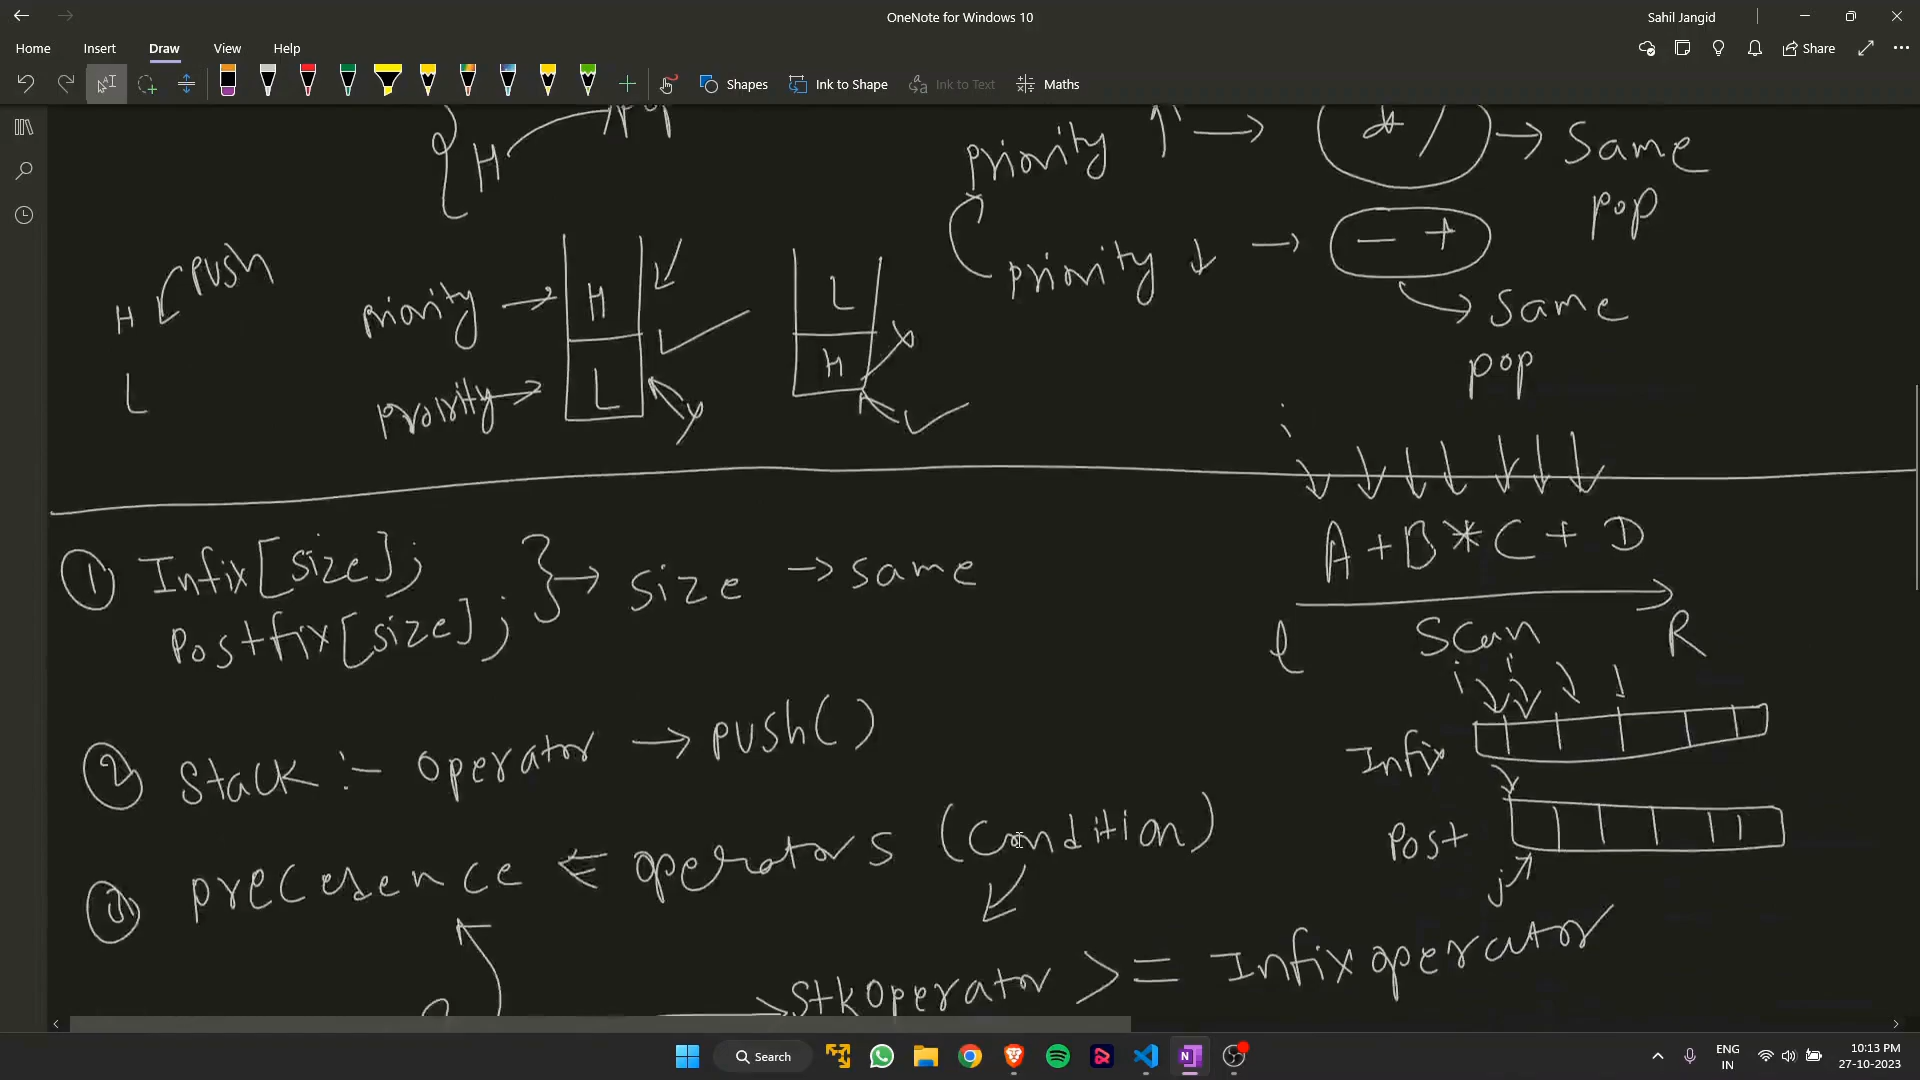 OneNote for Windows 10
Sahil Jangid
Home Insert Draw View Help
Share
Shapes Ink to Shape Ink to Text Maths
H
priority ↑ → * / → Same
pop
priority ↓ → - +
→ Same
pop
push
H
L
priority → H
proirity → L
L
H
i
① Infix[size];
Postfix[size];
} → size → same
A + B * C + D
l Scan R
② Stack :- operator → push()
i i
Infix
Post
j
③ precesence ← operators (Condition)
StkOperator >= Infix operator
Search
ENG
IN
10:13 PM
27-10-2023